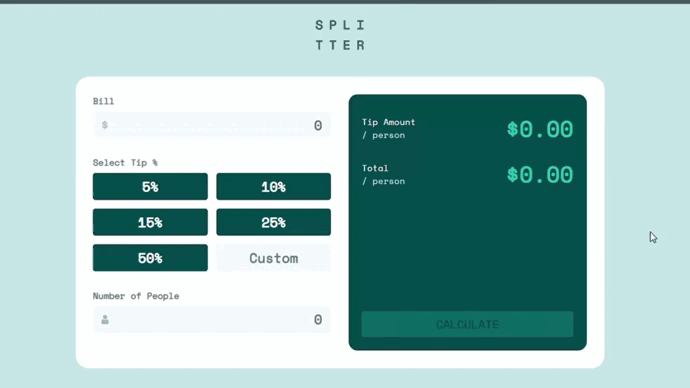 SPLI
TTER
Bill
$ 0
Select Tip %
5% 10%
15% 25%
50% Custom
Number of People
0
Tip Amount
/ person
$0.00
Total
/ person
$0.00
CALCULATE